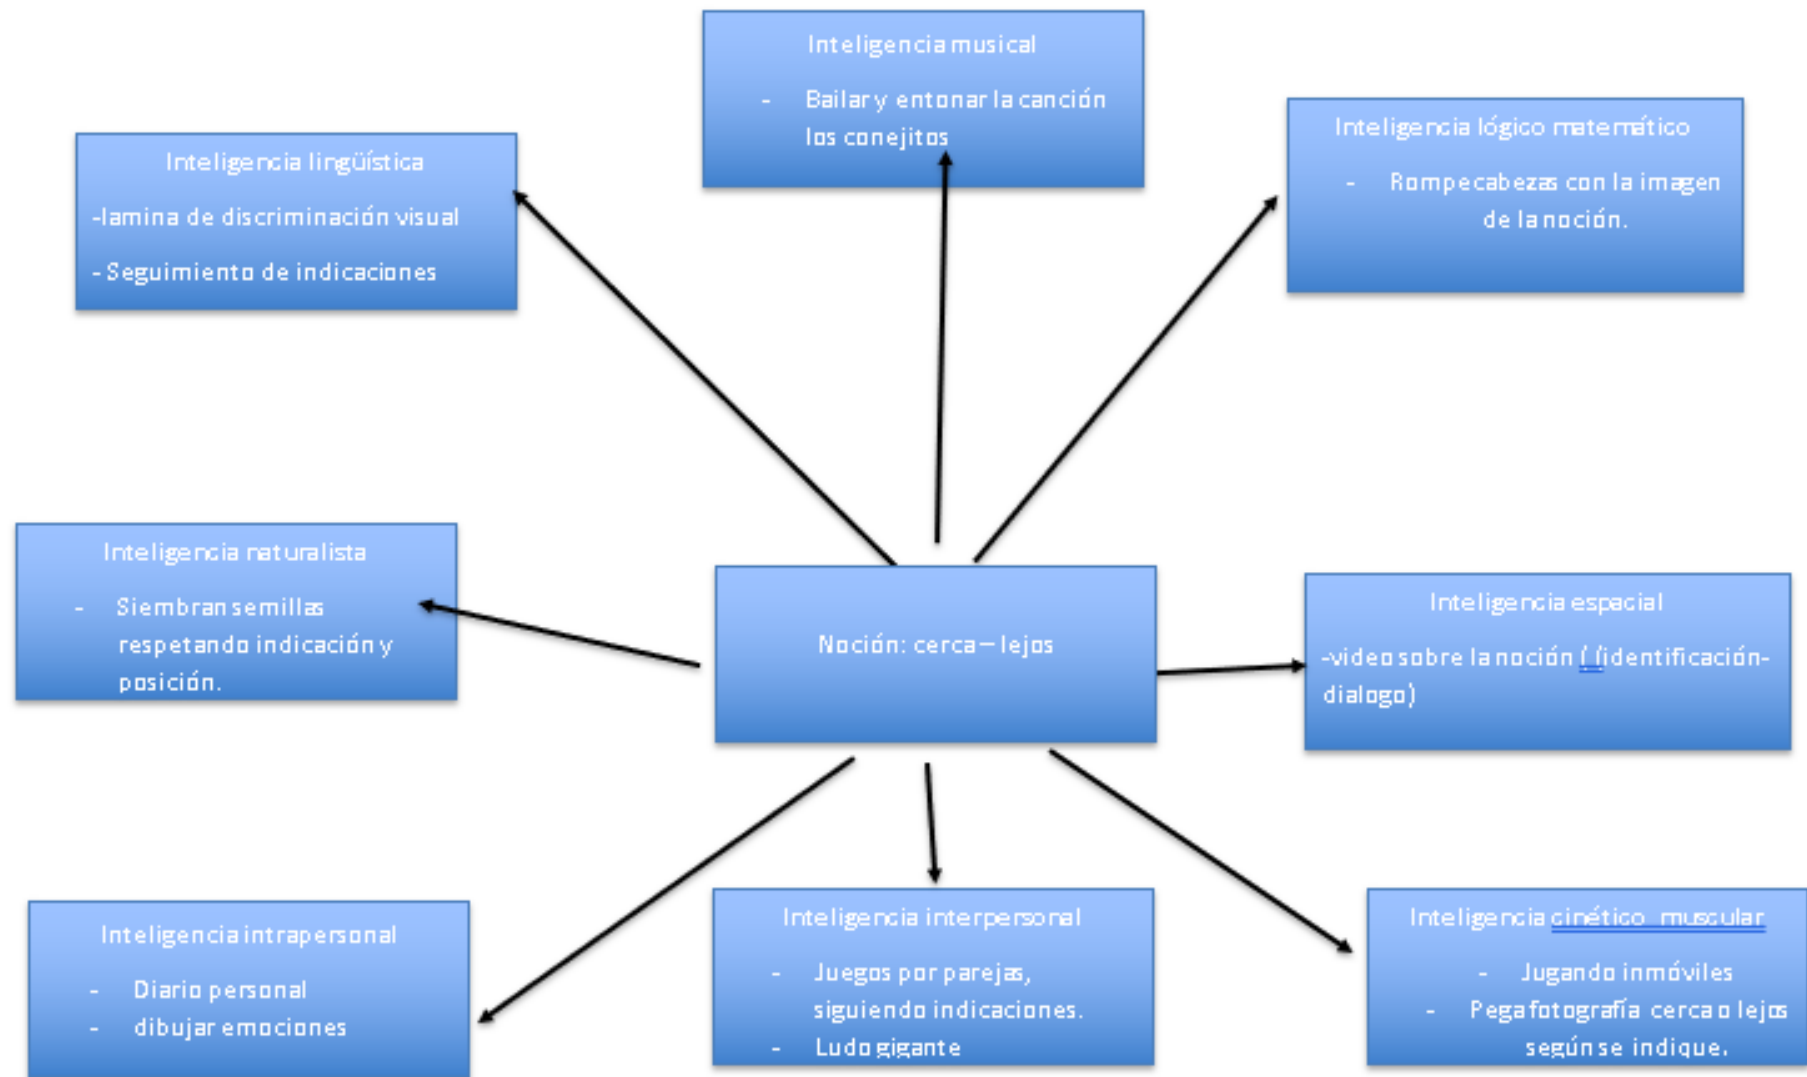 Inteligencia musical
- Bailar y entonar la canción
los conejitos
Inteligencia lingüística
-lamina de discriminación visual
- Seguimiento de indicaciones
Inteligencia lógico matemático
- Rompecabezas con la imagen
de la noción.
Inteligencia naturalista
- Siembran semillas
respetando indicación y
posición.
Noción: cerca – lejos
Inteligencia espacial
-video sobre la noción ( (identificación-
dialogo)
Inteligencia intrapersonal
- Diario personal
- dibujar emociones
Inteligencia interpersonal
- Juegos por parejas,
siguiendo indicaciones.
- Ludo gigante
Inteligencia cinético muscular
- Jugando inmóviles
- Pega fotografía cerca o lejos
según se indique.